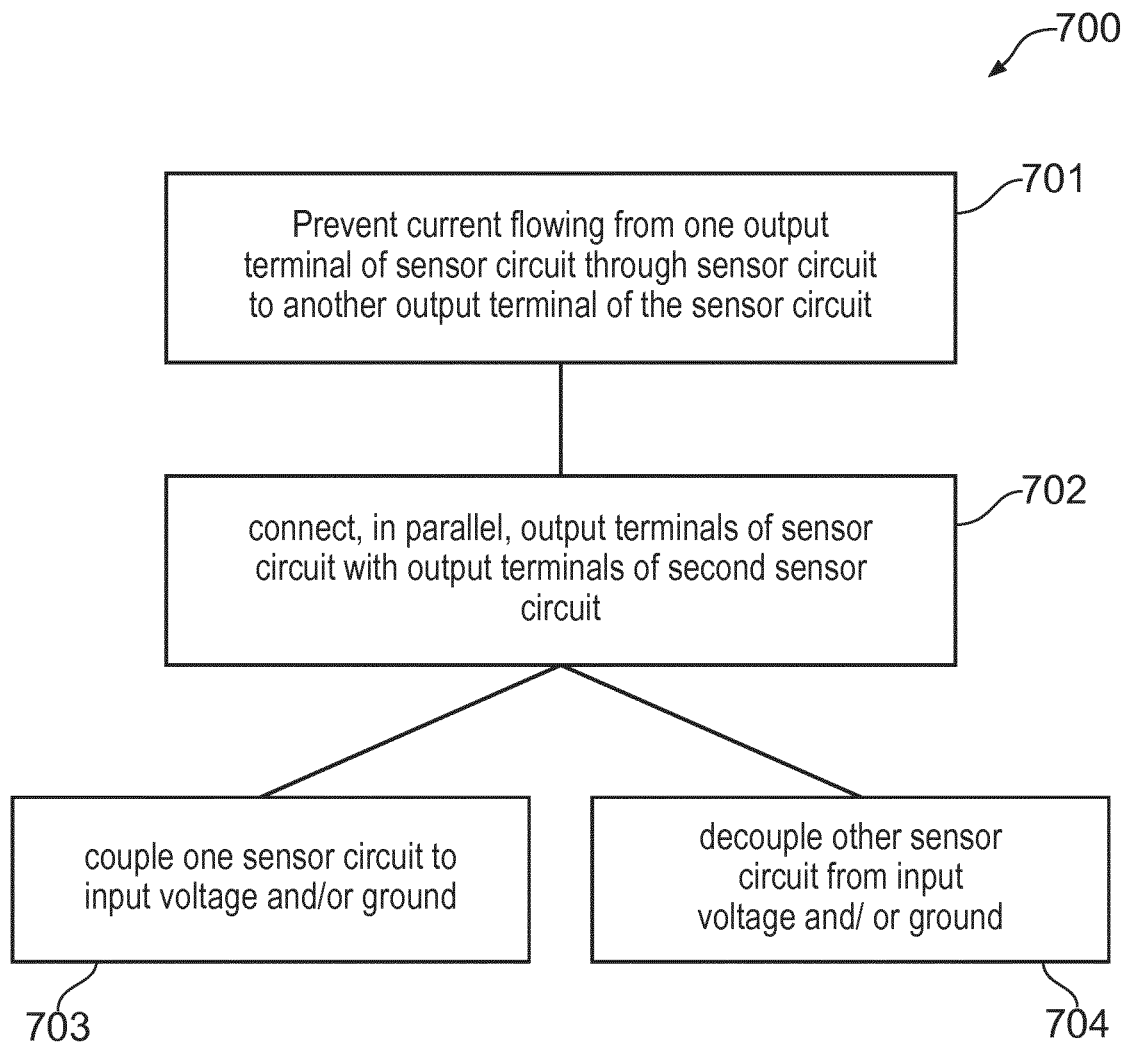 700
701
Prevent current flowing from one output
terminal of sensor circuit through sensor circuit
to another output terminal of the sensor circuit
702
connect, in parallel, output terminals of sensor
circuit with output terminals of second sensor
circuit
couple one sensor circuit to
input voltage and/or ground
decouple other sensor
circuit from input
voltage and/ or ground
703
704